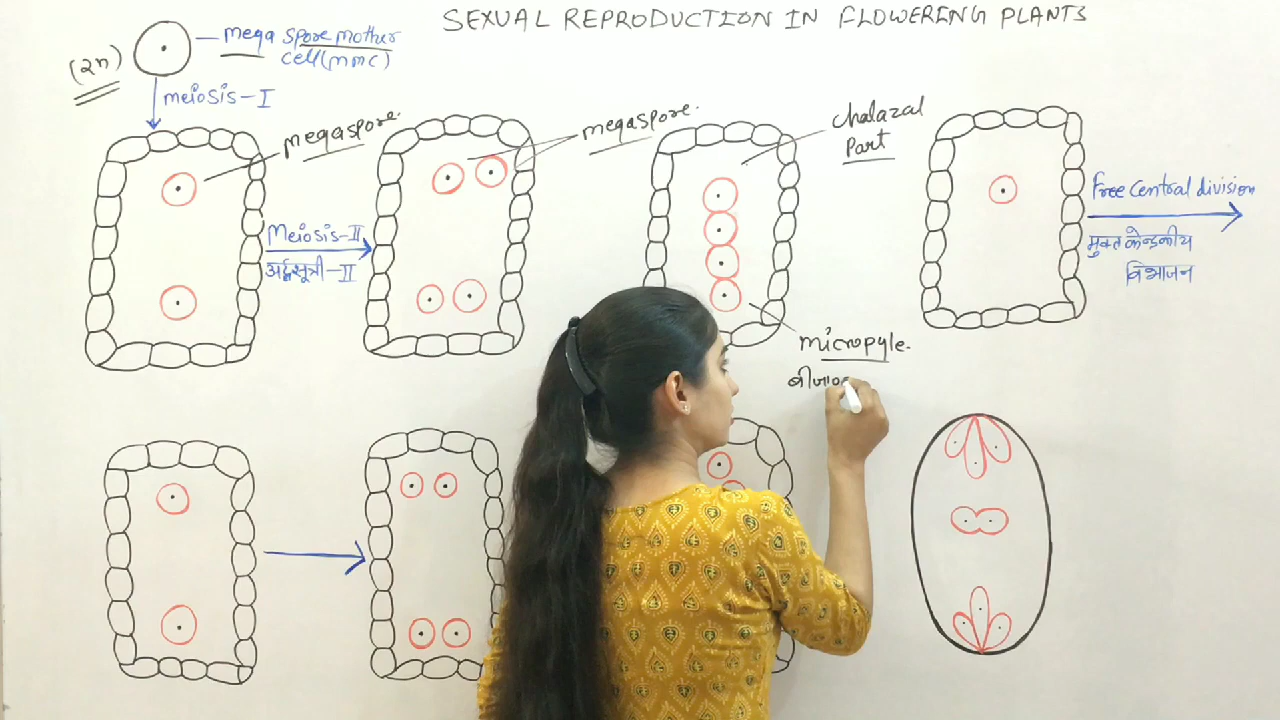 SEXUAL REPRODUCTION IN FLOWERING PLANTS
mega spore mother
cell (mmc)
(2n)
meiosis-I
megaspore.
megaspore.
chalazal
Part
Meiosis-II
अर्द्धसूत्री-II
Free central division
मुक्त केन्द्रकीय
विभाजन
micropyle.